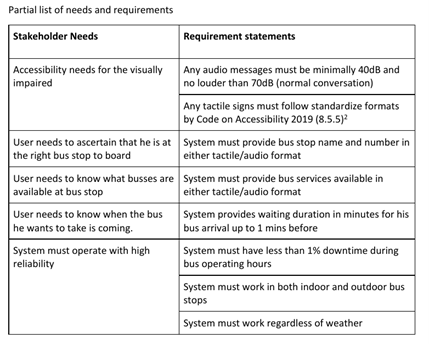 Partial list of needs and requirements
Stakeholder Needs
Requirement statements
Accessibility needs for the visually
impaired
Any audio messages must be minimally 40dB and
no louder than 70dB (normal conversation)
Any tactile signs must follow standardize formats
by Code on Accessibility 2019 (8.5.5)²
User needs to ascertain that he is at
the right bus stop to board
System must provide bus stop name and number in
either tactile/audio format
User needs to know what busses are
available at bus stop
System must provide bus services available in
either tactile/audio format
User needs to know when the bus
he wants to take is coming.
System provides waiting duration in minutes for his
bus arrival up to 1 mins before
System must operate with high
reliability
System must have less than 1% downtime during
bus operating hours
System must work in both indoor and outdoor bus
stops
System must work regardless of weather